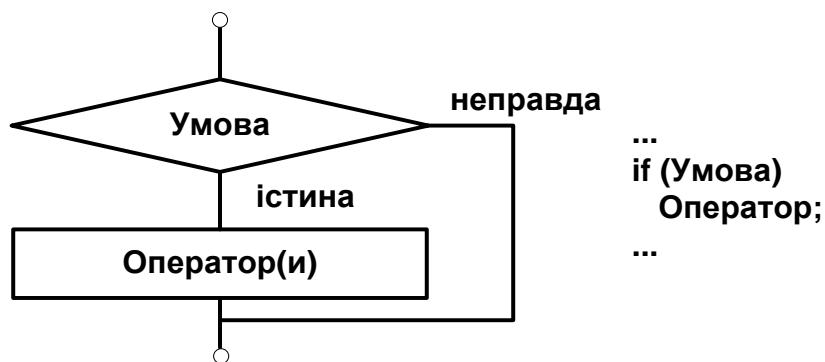 Умова
неправда
істина
Оператор(и)
...
if (Умова)
Оператор;
...